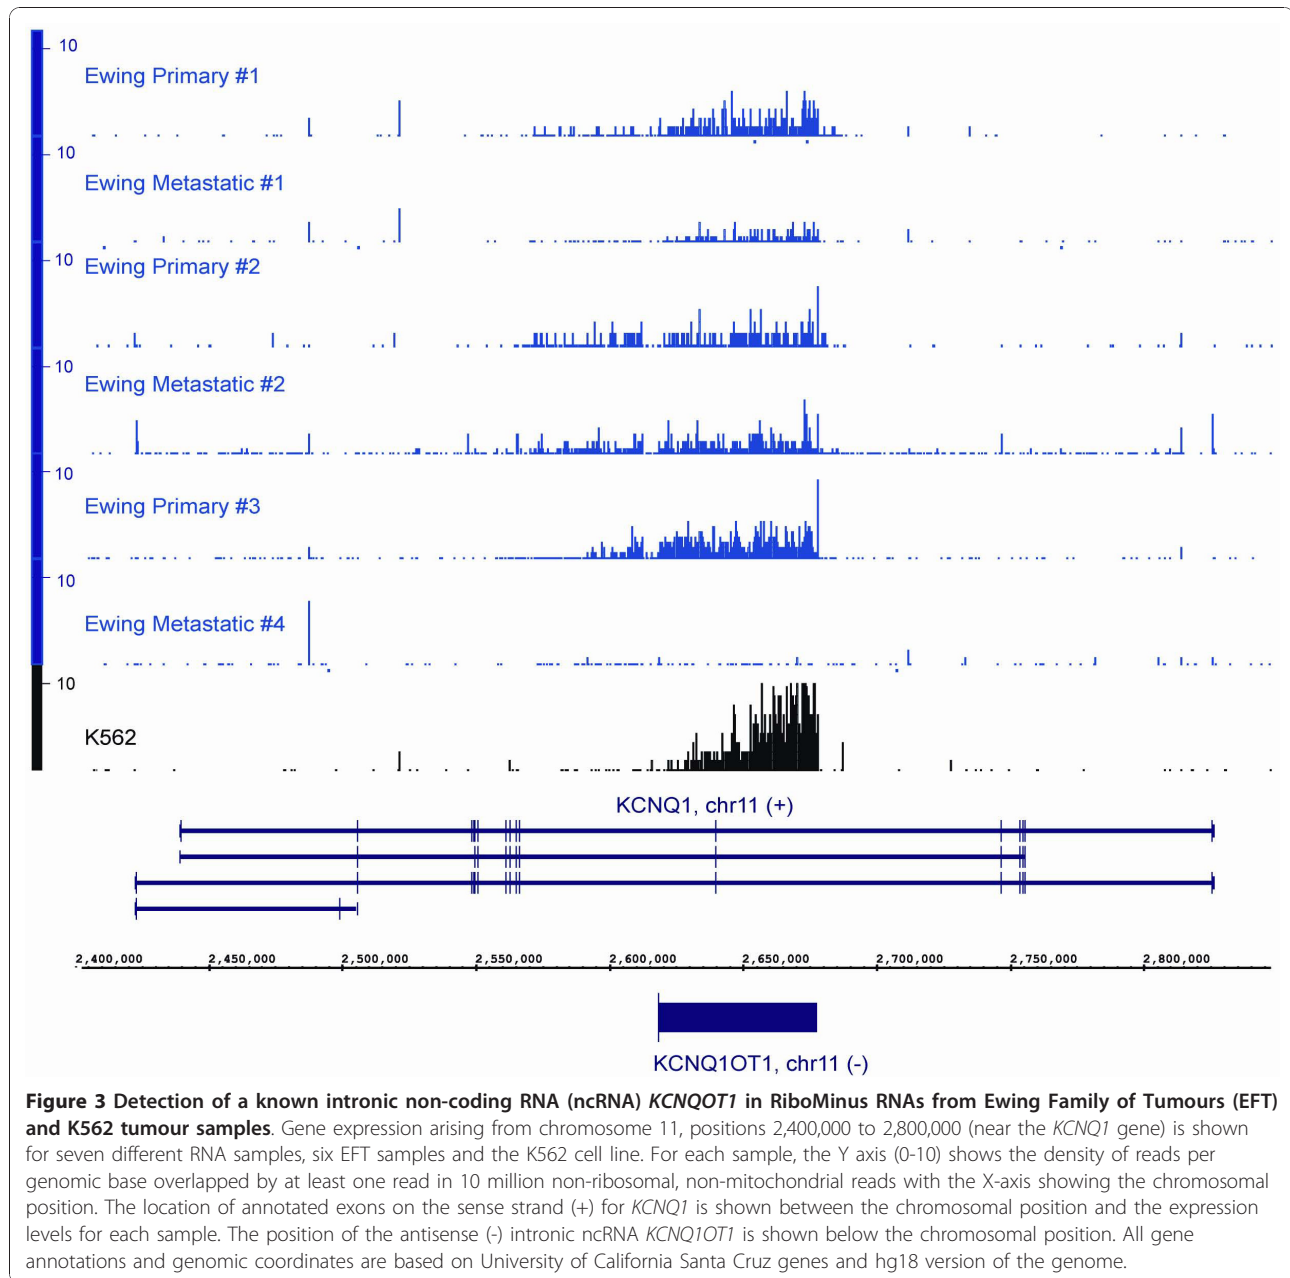 10
Ewing Primary #1
10
Ewing Metastatic #1
10
Ewing Primary #2
10
Ewing Metastatic #2
10
Ewing Primary #3
10
Ewing Metastatic #4
10
K562
KCNQ1, chr11 (+)
2,400,000 2,450,000 2,500,000 2,550,000 2,600,000 2,650,000 2,700,000 2,750,000 2,800,000
KCNQ1OT1, chr11 (-)
Figure 3 Detection of a known intronic non-coding RNA (ncRNA) KCNQOT1 in RiboMinus RNAs from Ewing Family of Tumours (EFT)
and K562 tumour samples. Gene expression arising from chromosome 11, positions 2,400,000 to 2,800,000 (near the KCNQ1 gene) is shown
for seven different RNA samples, six EFT samples and the K562 cell line. For each sample, the Y axis (0-10) shows the density of reads per
genomic base overlapped by at least one read in 10 million non-ribosomal, non-mitochondrial reads with the X-axis showing the chromosomal
position. The location of annotated exons on the sense strand (+) for KCNQ1 is shown between the chromosomal position and the expression
levels for each sample. The position of the antisense (-) intronic ncRNA KCNQ1OT1 is shown below the chromosomal position. All gene
annotations and genomic coordinates are based on University of California Santa Cruz genes and hg18 version of the genome.